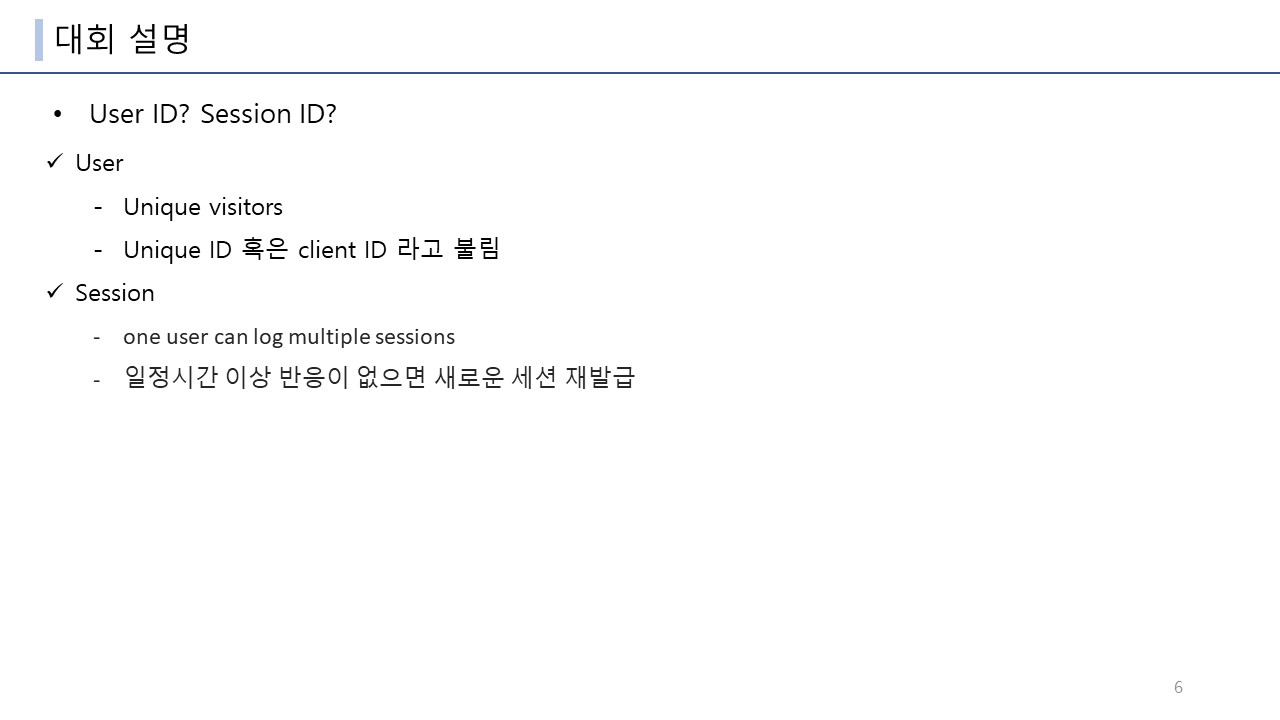 대회 설명
• User ID? Session ID?
✓ User
- Unique visitors
- Unique ID 혹은 client ID 라고 불림
✓ Session
- one user can log multiple sessions
- 일정시간 이상 반응이 없으면 새로운 세션 재발급
6